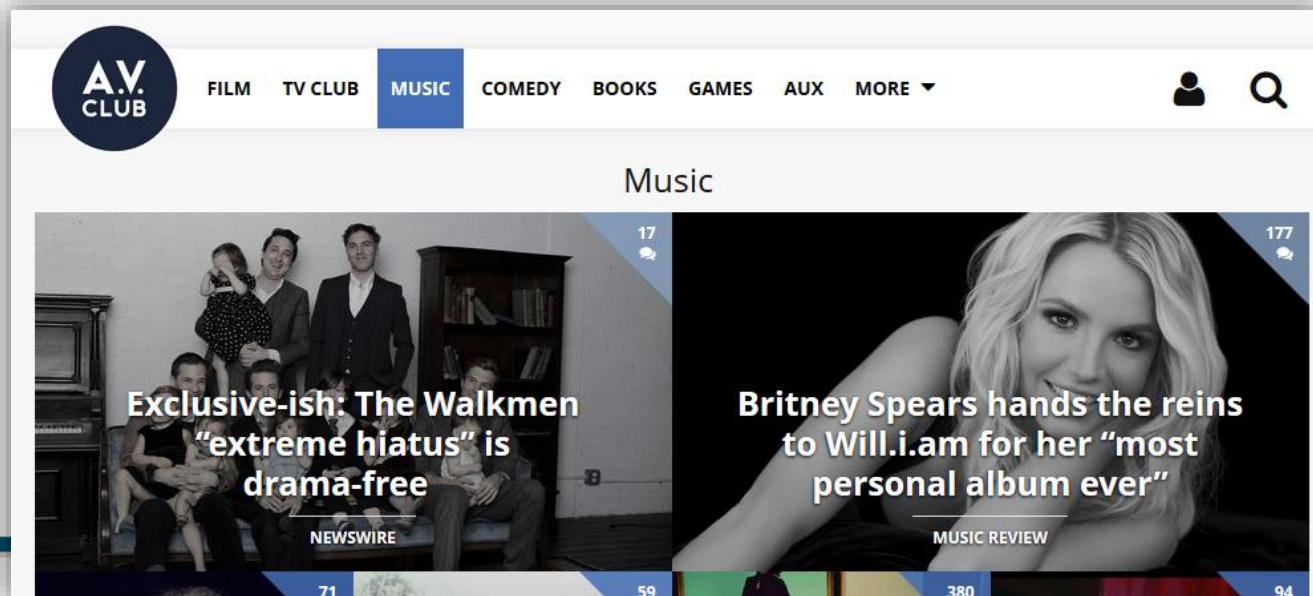 A.V.
CLUB
FILM TV CLUB MUSIC COMEDY BOOKS GAMES AUX MORE
Music
17
177
Exclusive-ish: The Walkmen
“extreme hiatus” is
drama-free
NEWSWIRE
Britney Spears hands the reins
to Will.i.am for her “most
personal album ever”
MUSIC REVIEW
71 59 380 94